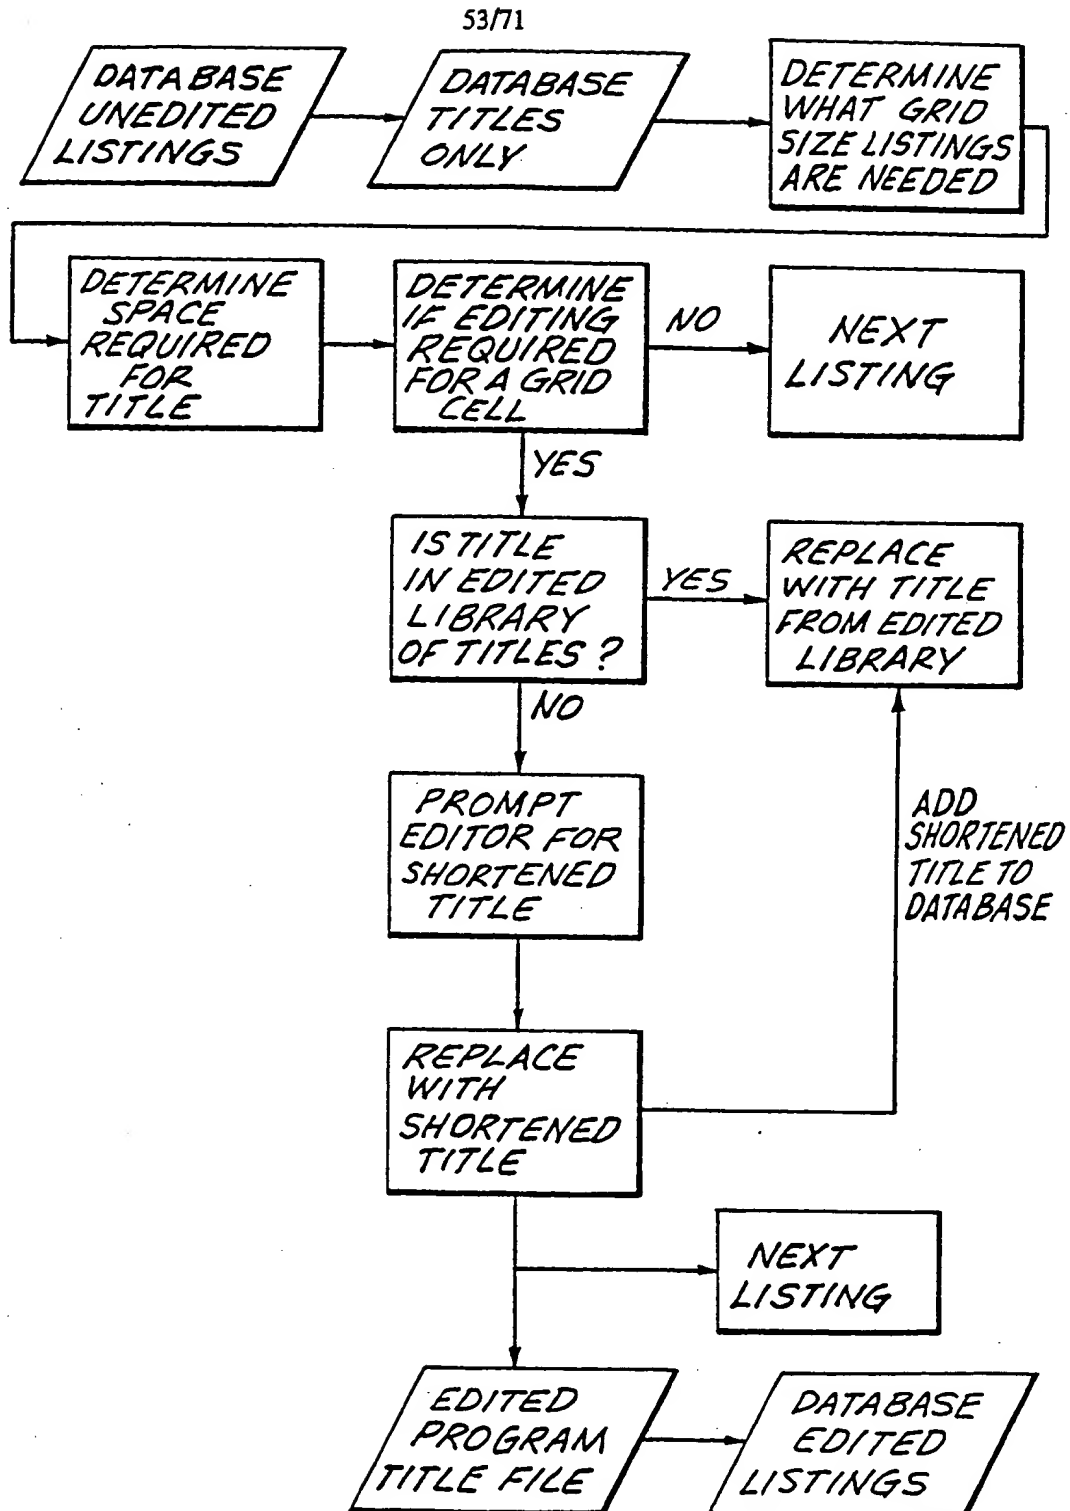 53/71
DATABASE
UNEDITED
LISTINGS
DATABASE
TITLES
ONLY
DETERMINE
WHAT GRID
SIZE LISTINGS
ARE NEEDED
DETERMINE
SPACE
REQUIRED
FOR
TITLE
DETERMINE
IF EDITING
REQUIRED
FOR A GRID
CELL
NO
NEXT
LISTING
YES
IS TITLE
IN EDITED
LIBRARY
OF TITLES?
YES
REPLACE
WITH TITLE
FROM EDITED
LIBRARY
NO
PROMPT
EDITOR FOR
SHORTENED
TITLE
ADD
SHORTENED
TITLE TO
DATABASE
REPLACE
WITH
SHORTENED
TITLE
NEXT
LISTING
EDITED
PROGRAM
TITLE FILE
DATABASE
EDITED
LISTINGS